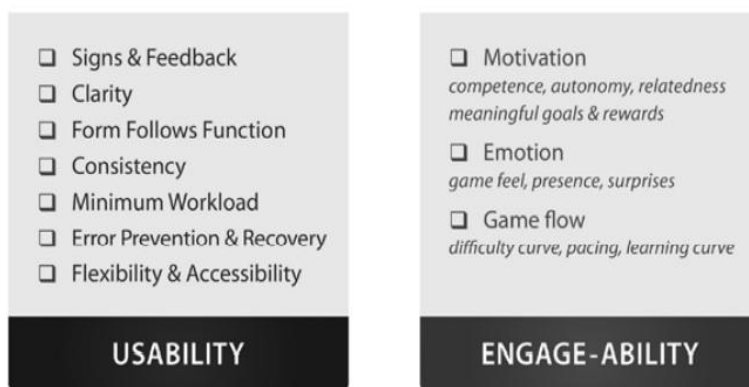 Signs & Feedback
Clarity
Form Follows Function
Consistency
Minimum Workload
Error Prevention & Recovery
Flexibility & Accessibility
USABILITY
Motivation
competence, autonomy, relatedness
meaningful goals & rewards
Emotion
game feel, presence, surprises
Game flow
difficulty curve, pacing, learning curve
ENGAGE-ABILITY